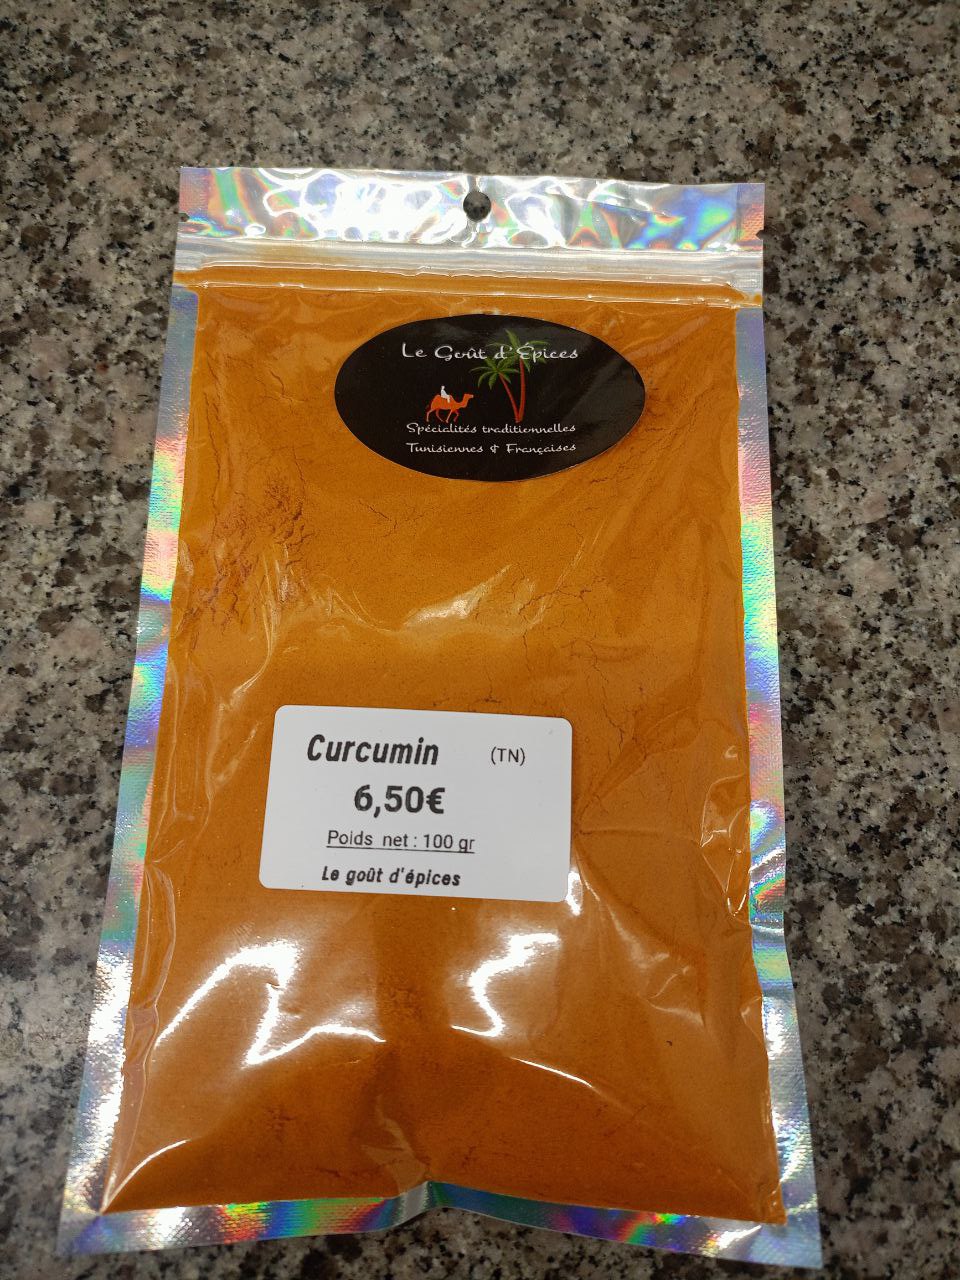 Le Goût d'Épices
Spécialités traditionnelles
Tunisiennes & Françaises
Curcumin (TN)
6,50€
Poids net : 100 gr
Le goût d'épices